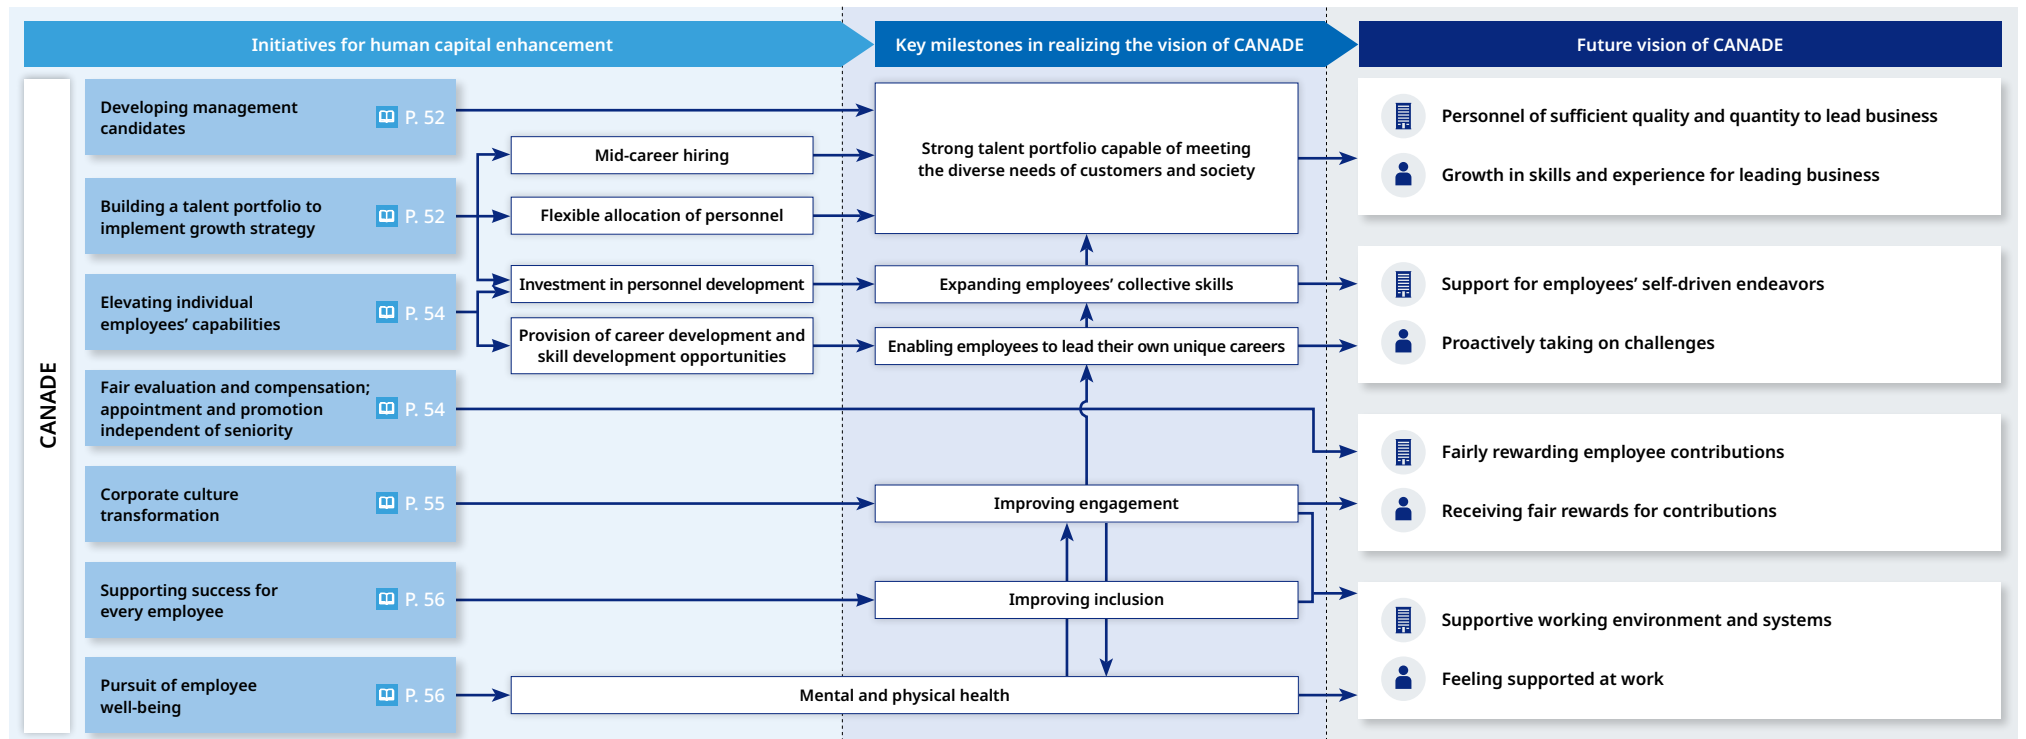 Initiatives for human capital enhancement
Key milestones in realizing the vision of CANADE
Future vision of CANADE
CANADE
Developing management
candidates
P. 52
Building a talent portfolio to
implement growth strategy
P. 52
Elevating individual
employees’ capabilities
P. 54
Fair evaluation and compensation;
appointment and promotion
independent of seniority
P. 54
Corporate culture
transformation
P. 55
Supporting success for
every employee
P. 56
Pursuit of employee
well-being
P. 56
Mid-career hiring
Flexible allocation of personnel
Investment in personnel development
Provision of career development and
skill development opportunities
Strong talent portfolio capable of meeting
the diverse needs of customers and society
Expanding employees’ collective skills
Enabling employees to lead their own unique careers
Improving engagement
Improving inclusion
Mental and physical health
Personnel of sufficient quality and quantity to lead business
Growth in skills and experience for leading business
Support for employees’ self-driven endeavors
Proactively taking on challenges
Fairly rewarding employee contributions
Receiving fair rewards for contributions
Supportive working environment and systems
Feeling supported at work